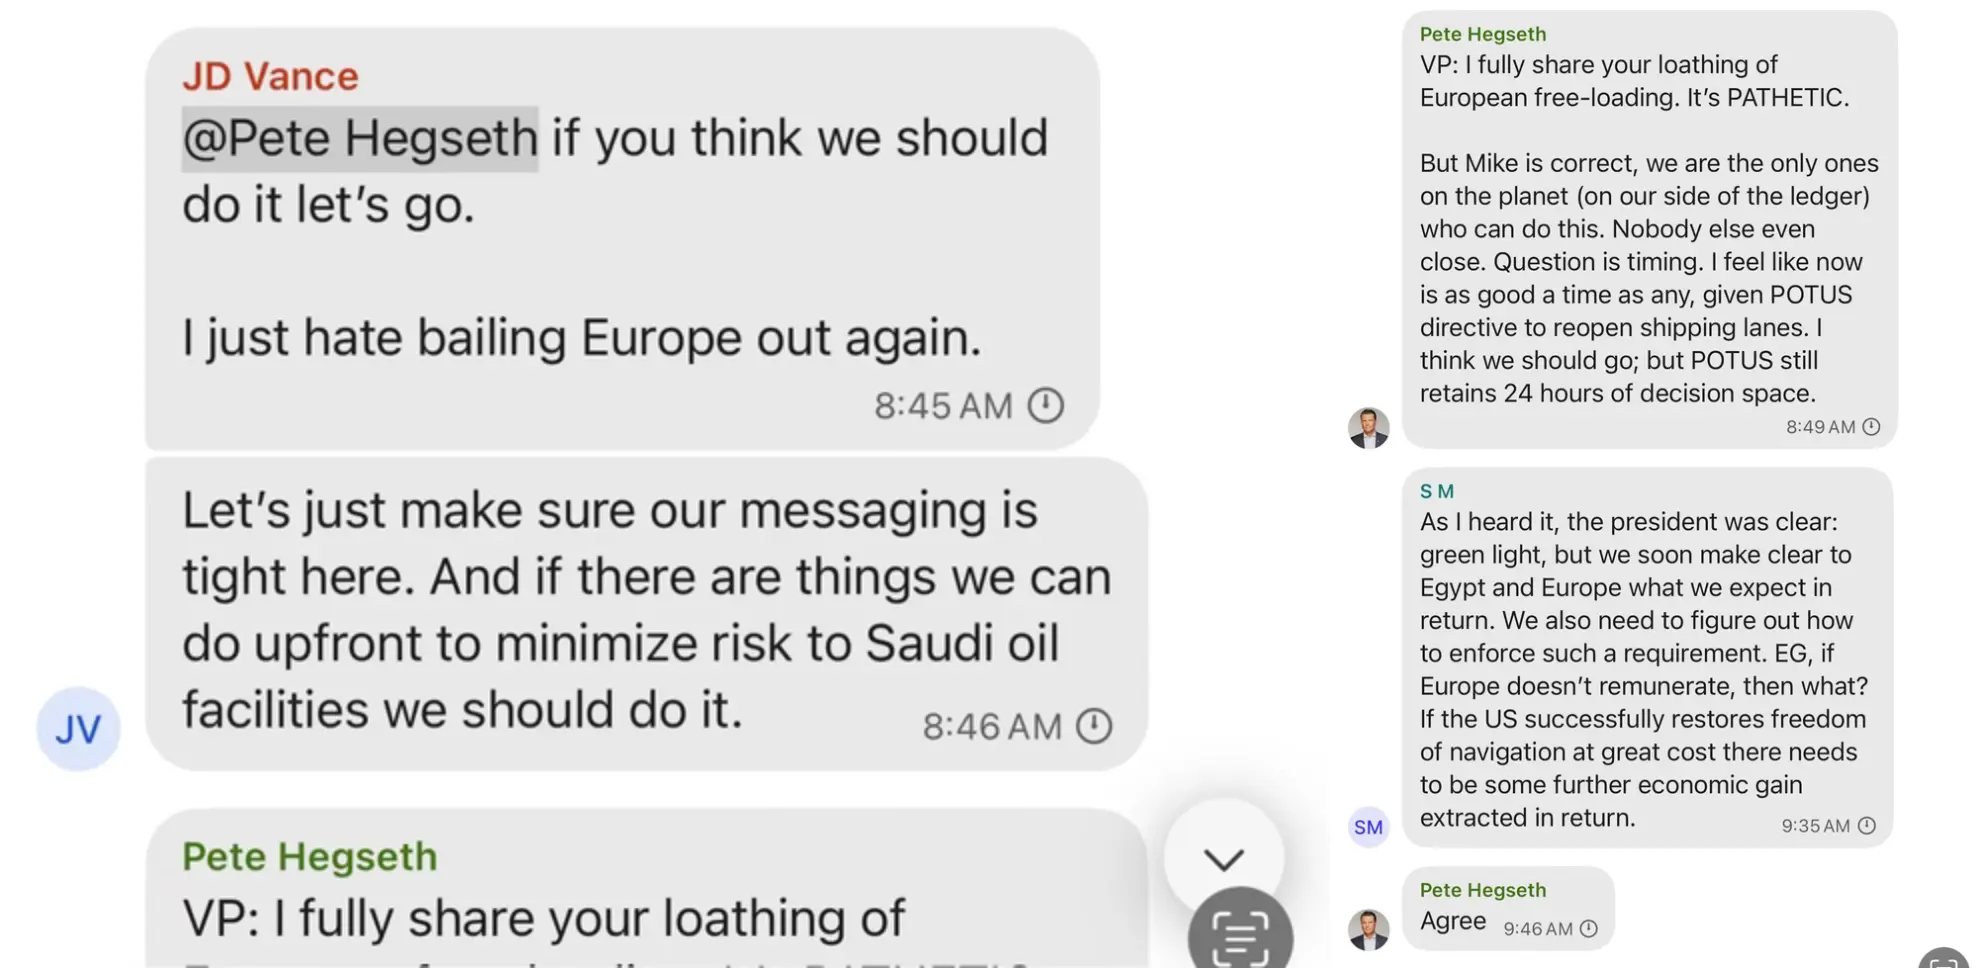 JD Vance
@Pete Hegseth if you think we should
do it let's go.
I just hate bailing Europe out again.
8:45 AM
Let's just make sure our messaging is
tight here. And if there are things we can
do upfront to minimize risk to Saudi oil
facilities we should do it.
8:46 AM
JV
Pete Hegseth
VP: I fully share your loathing of
Pete Hegseth
VP: I fully share your loathing of
European free-loading. It's PATHETIC.
But Mike is correct, we are the only ones
on the planet (on our side of the ledger)
who can do this. Nobody else even
close. Question is timing. I feel like now
is as good a time as any, given POTUS
directive to reopen shipping lanes. I
think we should go; but POTUS still
retains 24 hours of decision space.
8:49 AM
S M
As I heard it, the president was clear:
green light, but we soon make clear to
Egypt and Europe what we expect in
return. We also need to figure out how
to enforce such a requirement. EG, if
Europe doesn't remunerate, then what?
If the US successfully restores freedom
of navigation at great cost there needs
to be some further economic gain
extracted in return.
9:35 AM
SM
Pete Hegseth
Agree
9:46 AM